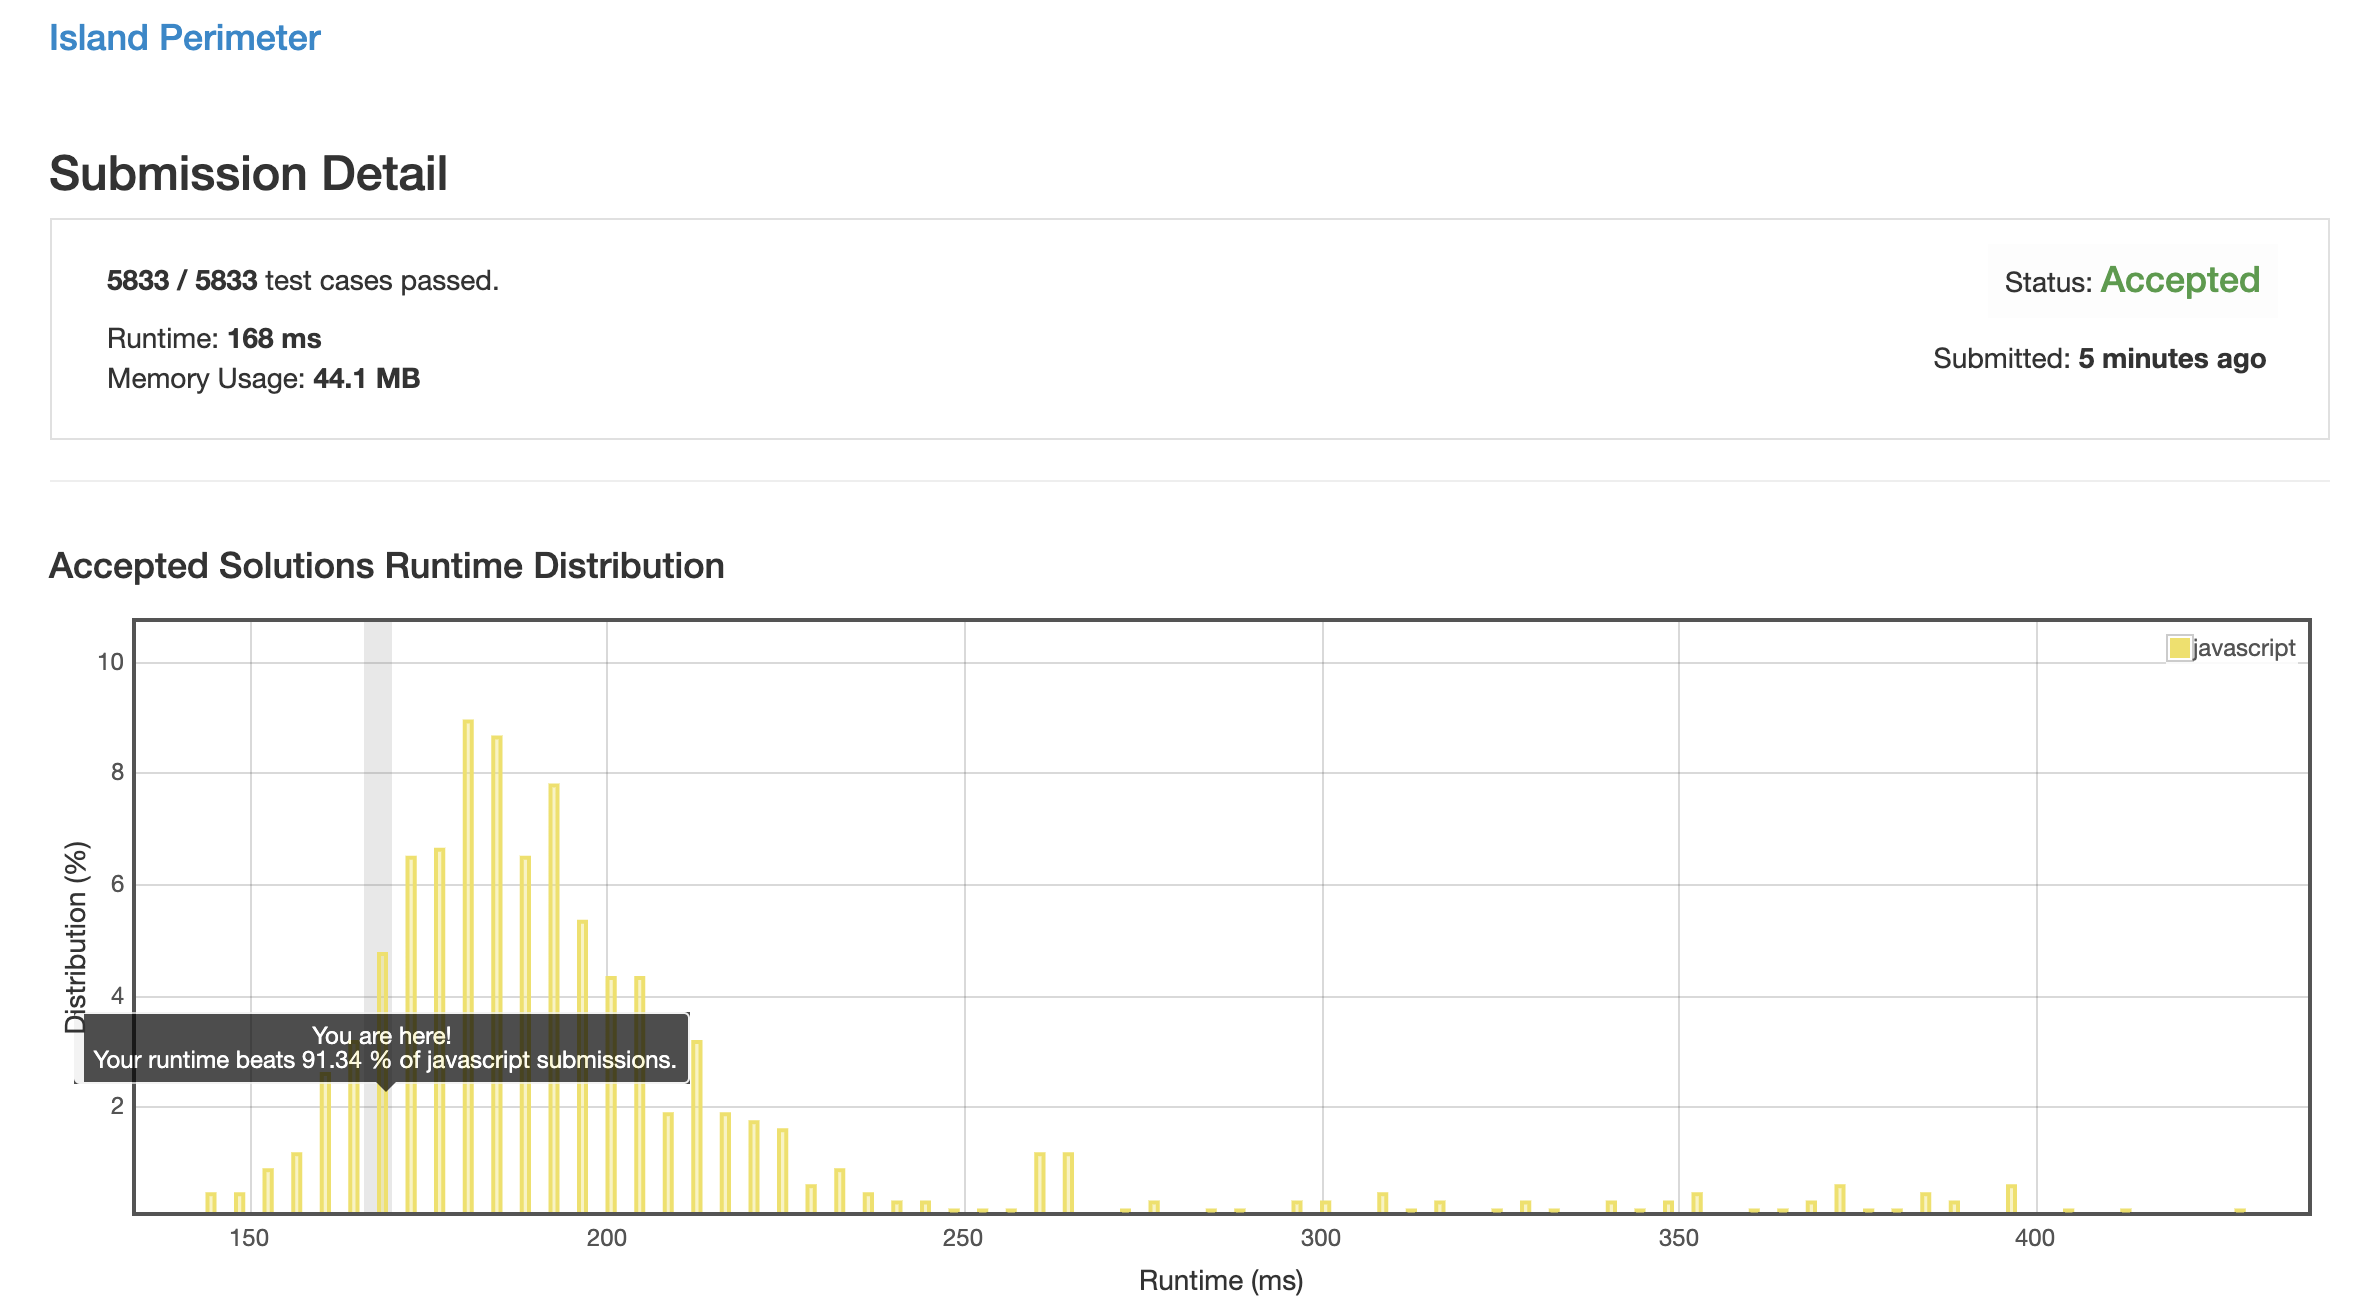 Island Perimeter
Submission Detail
5833 / 5833 test cases passed.
Status: Accepted
Runtime: 168 ms
Submitted: 5 minutes ago
Memory Usage: 44.1 MB
Accepted Solutions Runtime Distribution
javascript
10
8
6
4
2
Distribution (%)
You are here!
Your runtime beats 91.34 % of javascript submissions.
150 200 250 300 350 400
Runtime (ms)